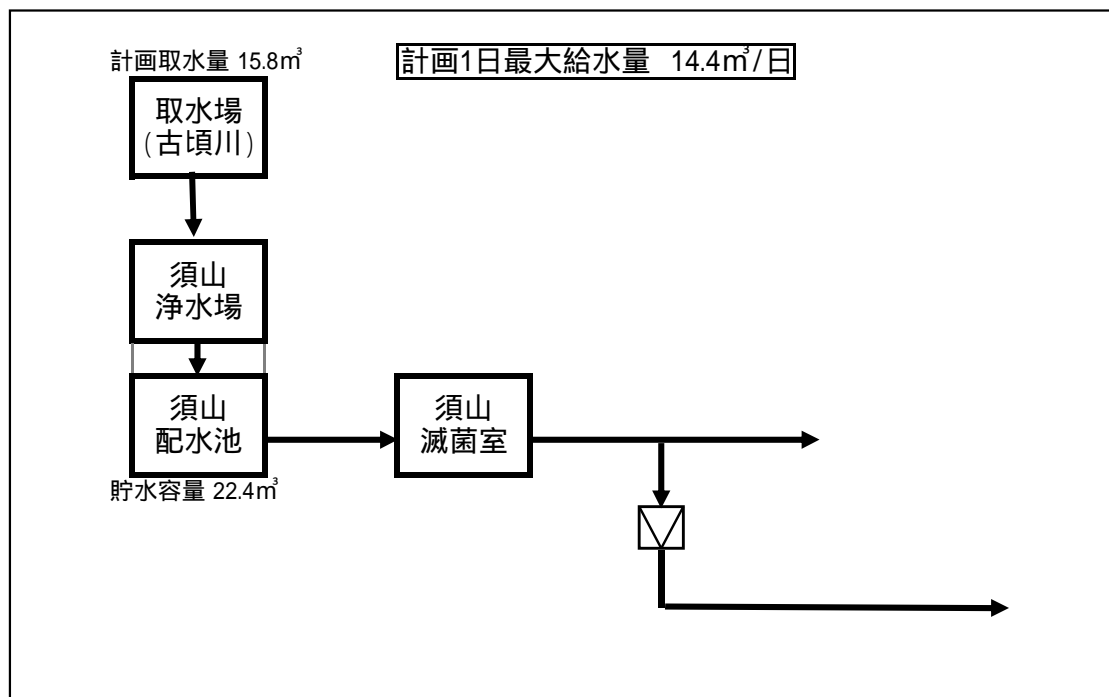 計画取水量 15.8㎥
計画1日最大給水量 14.4㎥/日
取水場
(古頃川)
須山
浄水場
須山
配水池
須山
滅菌室
貯水容量 22.4㎥